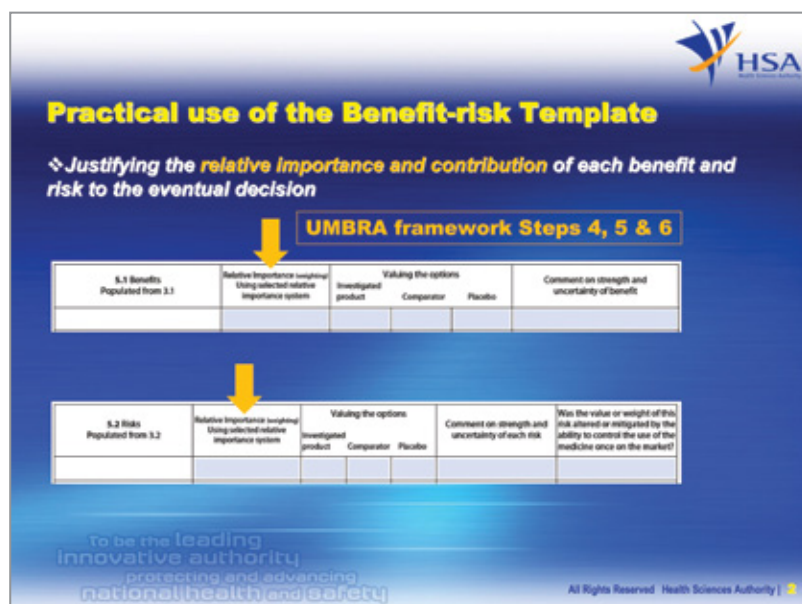 HSA
Health Sciences Authority
Practical use of the Benefit-risk Template
❖Justifying the relative importance and contribution of each benefit and
risk to the eventual decision
UMBRA framework Steps 4, 5 & 6
5.1 Benefits
Populated from 3.1
Relative Importance (weighting)
Using selected relative
importance system
Valuing the options
Investigated
product
Comparator
Placebo
Comment on strength and
uncertainty of benefit
5.2 Risks
Populated from 3.2
Relative Importance (weighting)
Using selected relative
importance system
Valuing the options
Investigated
product
Comparator
Placebo
Comment on strength and
uncertainty of each risk
Was the value or weight of this
risk altered or mitigated by the
ability to control the use of the
medicine once on the market?
To be the leading
innovative authority
protecting and advancing
national health and safety
All Rights Reserved Health Sciences Authority | 2